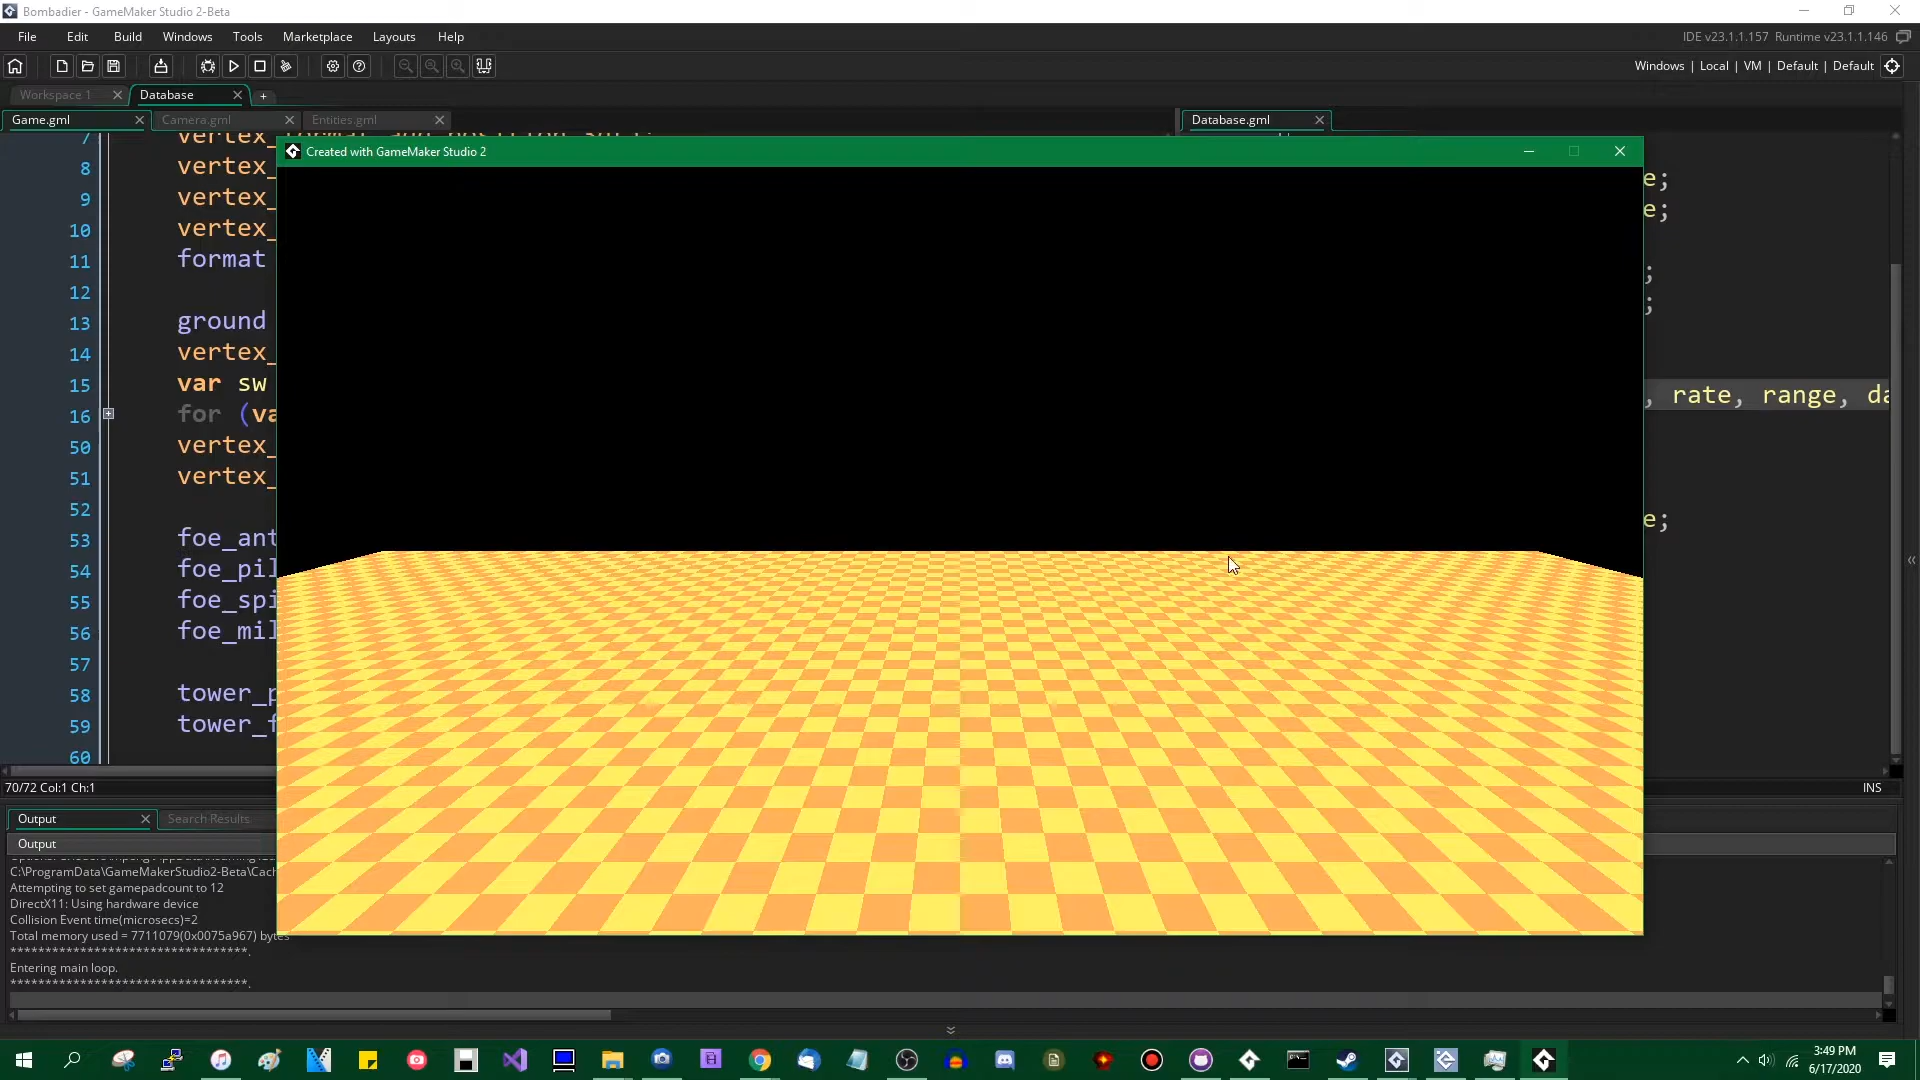 Bombadier - GameMaker Studio 2-Beta
File Edit Build Windows Tools Marketplace Layouts Help
IDE v23.1.1.157 Runtime v23.1.1.146
Windows | Local | VM | Default | Default
Workspace 1
Database
Game.gml
Camera.gml
Entities.gml
Database.gml
Created with GameMaker Studio 2
7
8 vertex_
9 vertex_
10 vertex_
11 format
12
13 ground
14 vertex_
15 var sw
16 for (va
50 vertex_
51 vertex_
52
53 foe_ant
54 foe_pil
55 foe_spi
56 foe_mil
57
58 tower_p
59 tower_f
60
e;
e;
;
;
, rate, range, da
e;
70/72 Col:1 Ch:1
INS
Output
Search Results
Output
C:\ProgramData\GameMakerStudio2-Beta\Cach
Attempting to set gamepadcount to 12
DirectX11: Using hardware device
Collision Event time(microsecs)=2
Total memory used = 7711079(0x0075a967) bytes
**********************************.
Entering main loop.
**********************************.
3:49 PM
6/17/2020